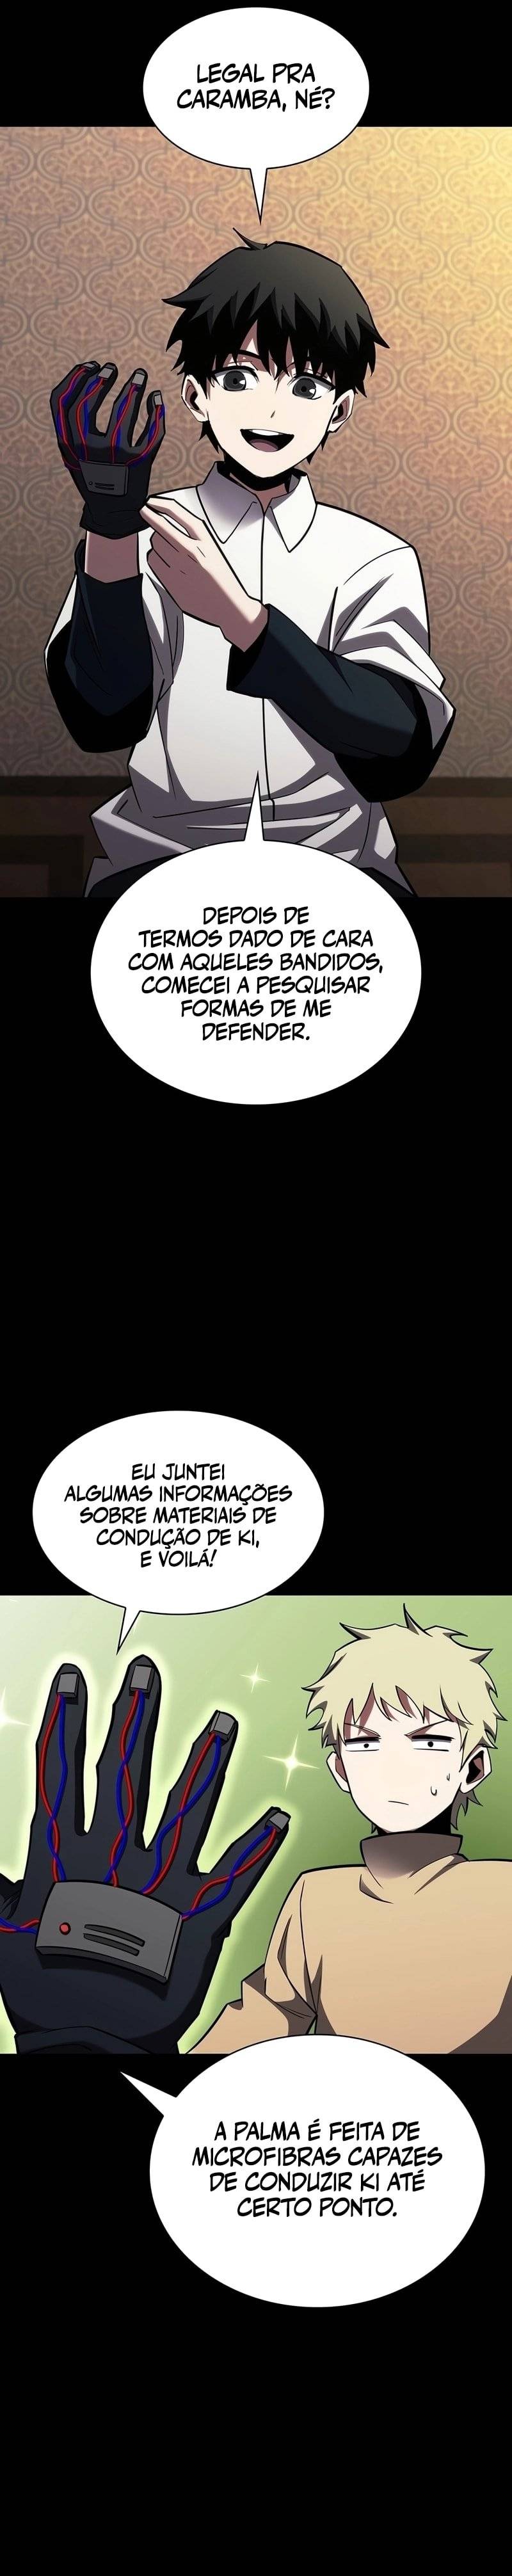 LEGAL PRA
CARAMBA, NÉ?
DEPOIS DE
TERMOS DADO DE CARA
COM AQUELES BANDIDOS,
COMECEI A PESQUISAR
FORMAS DE ME
DEFENDER.
EU JUNTEI
ALGUMAS INFORMAÇÕES
SOBRE MATERIAIS DE
CONDUÇÃO DE KI,
E VOILÁ!
A PALMA É FEITA DE
MICROFIBRAS CAPAZES
DE CONDUZIR KI ATÉ
CERTO PONTO.